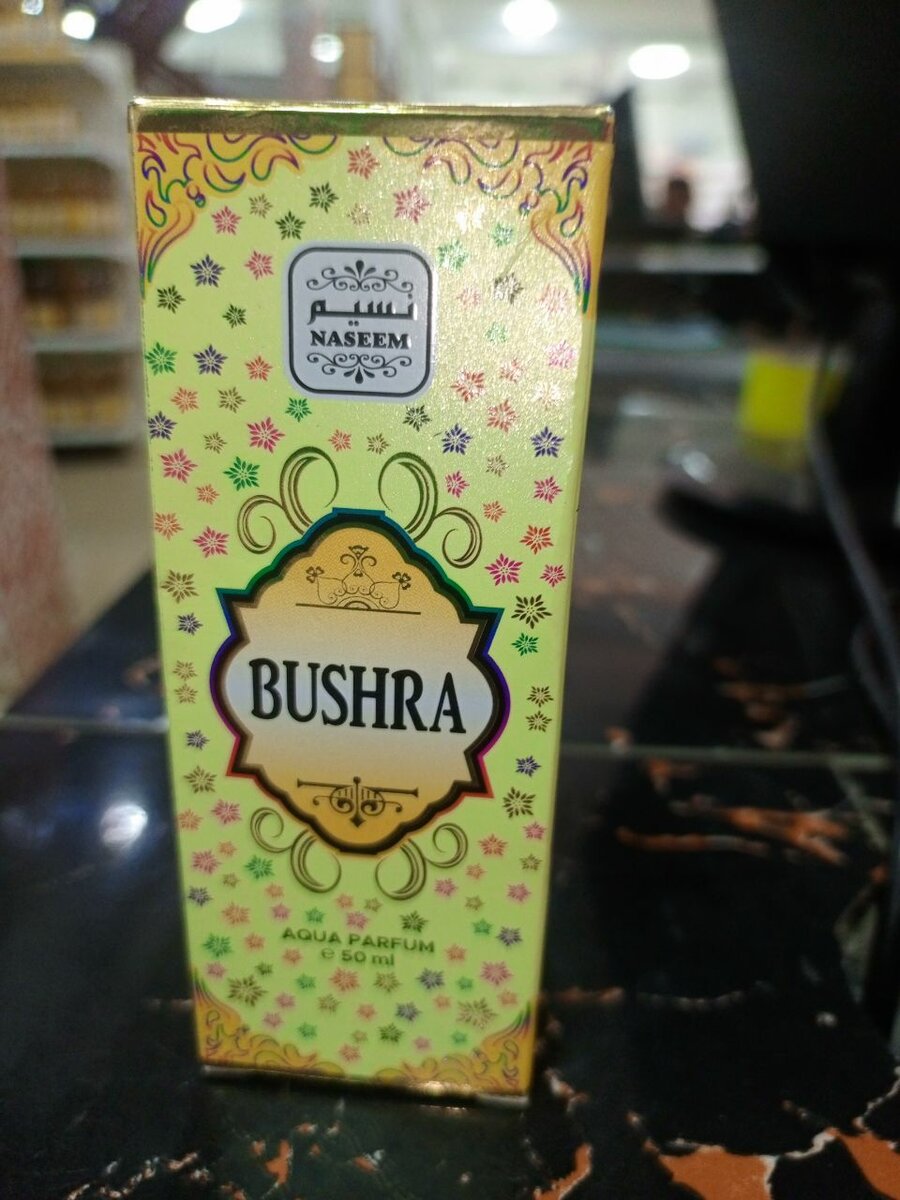 نسيم
NASEEM
BUSHRA
AQUA PARFUM
℮ 50 ml